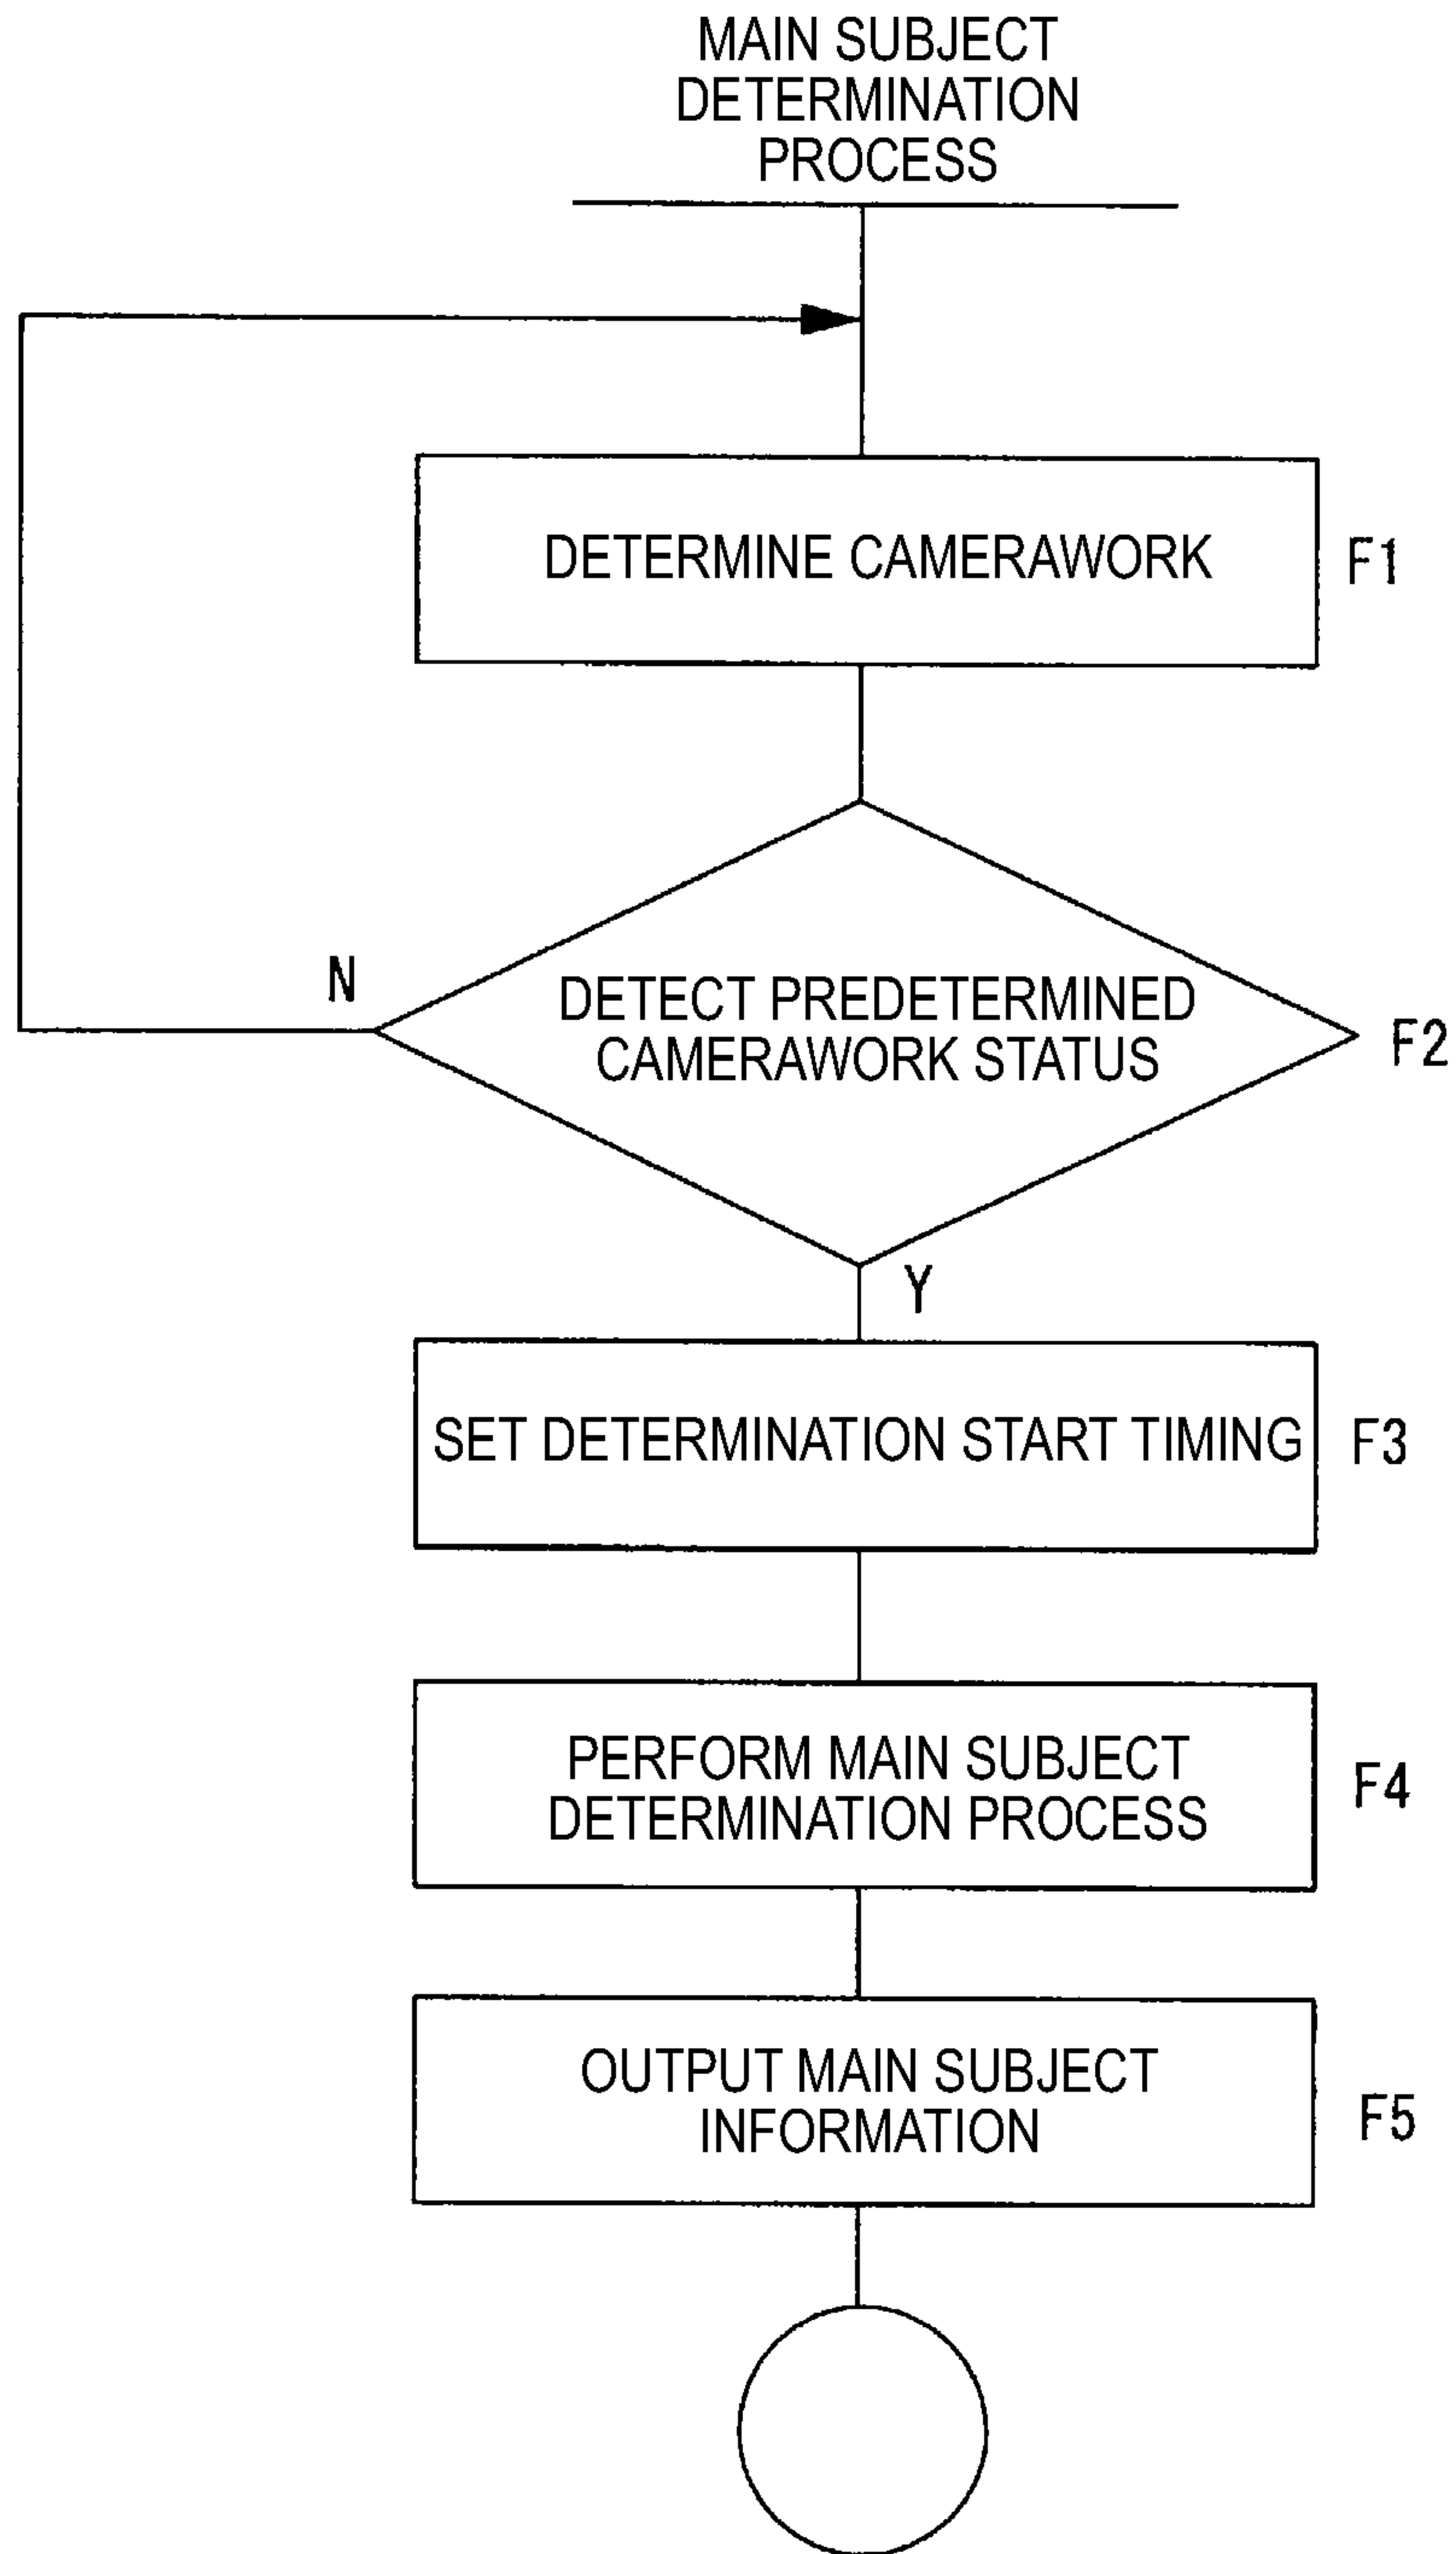 MAIN SUBJECT
DETERMINATION
PROCESS
DETERMINE CAMERAWORK
F1
N
DETECT PREDETERMINED
CAMERAWORK STATUS
F2
Y
SET DETERMINATION START TIMING
F3
PERFORM MAIN SUBJECT
DETERMINATION PROCESS
F4
OUTPUT MAIN SUBJECT
INFORMATION
F5